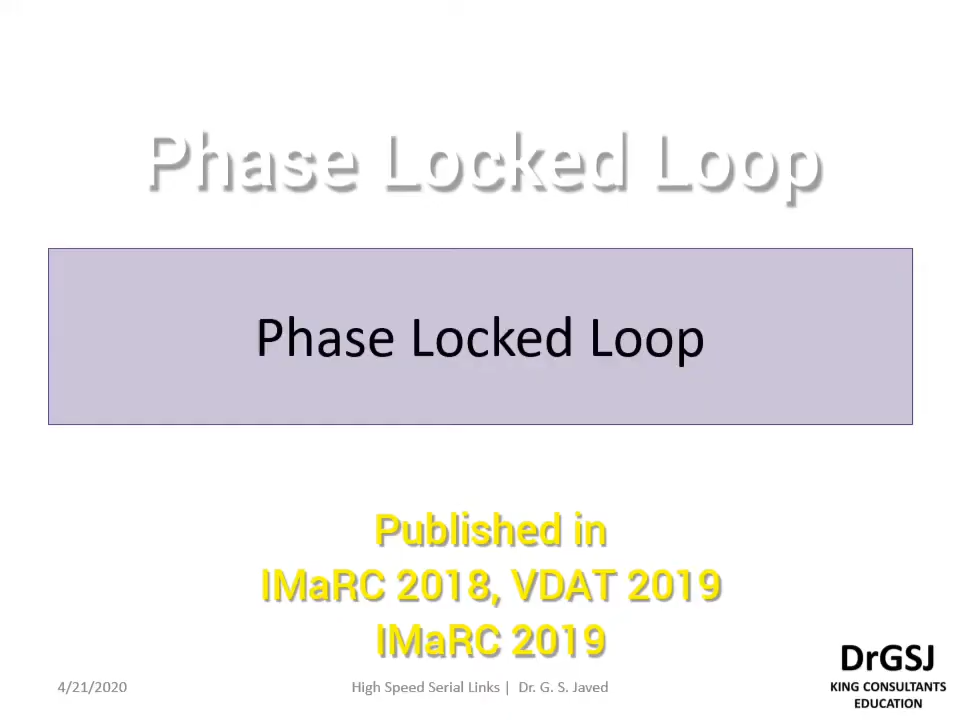 Phase Locked Loop
Phase Locked Loop
Published in
IMaRC 2018, VDAT 2019
IMaRC 2019
4/21/2020
High Speed Serial Links | Dr. G. S. Javed
DrGSJ
KING CONSULTANTS
EDUCATION